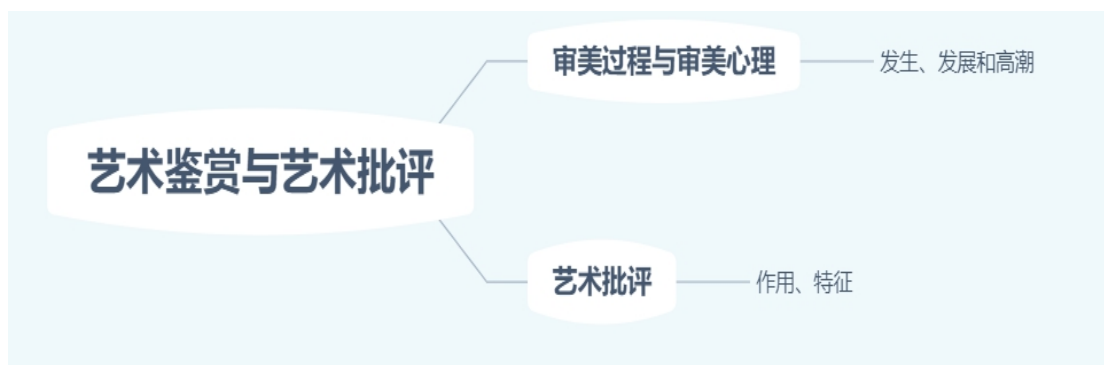 审美过程与审美心理
发生、发展和高潮
艺术鉴赏与艺术批评
艺术批评
作用、特征